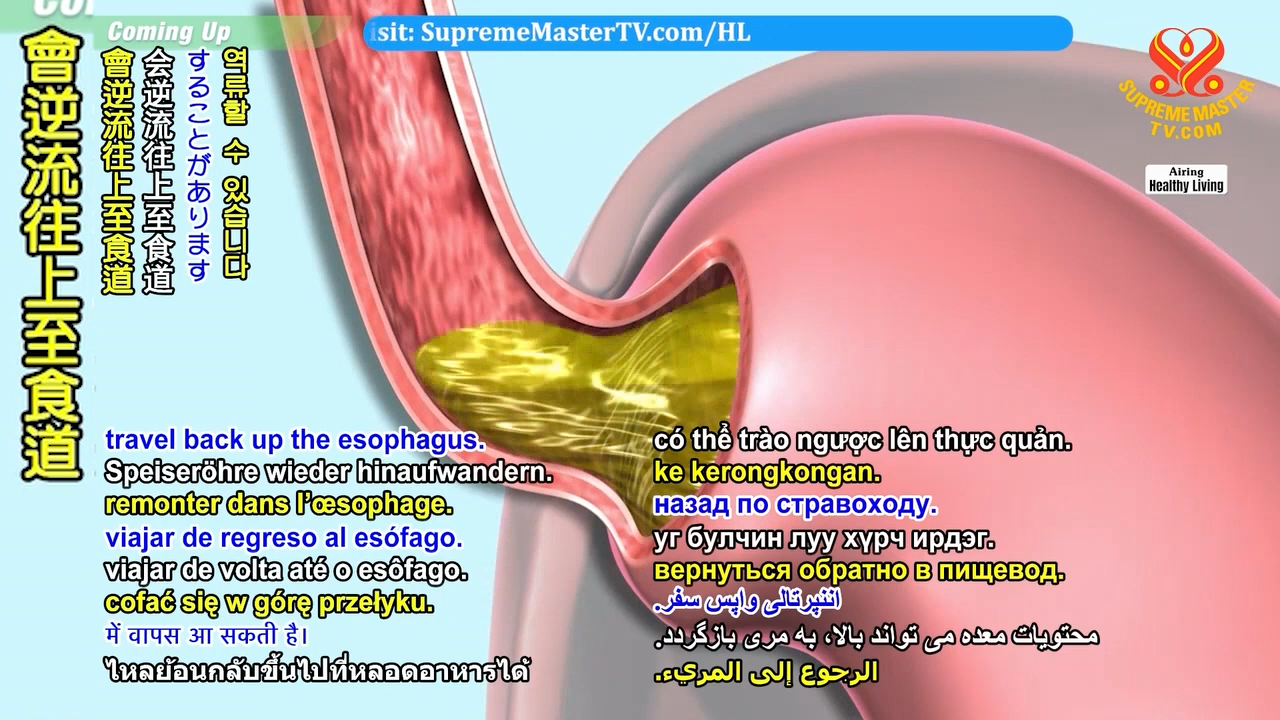 Coming Up
isit: SupremeMasterTV.com/HL
SUPREME MASTER
TV.COM
Airing
Healthy Living
會逆流往上至食道
會逆流往上至食道
会逆流往上至食道
することがあります
역류할 수 있습니다
travel back up the esophagus.
Speiseröhre wieder hinaufwandern.
remonter dans l’œsophage.
viajar de regreso al esófago.
viajar de volta até o esôfago.
cofać się w górę przełyku.
में वापस आ सकती है।
ไหลย้อนกลับขึ้นไปที่หลอดอาหารได้
có thể trào ngược lên thực quản.
ke kerongkongan.
назад по стравоходу.
уг булчин луу хүрч ирдэг.
вернуться обратно в пищевод.
واپس سفر.
محتویات معده می تواند بالا، به مری بازگردد.
الرجوع إلى المريء.